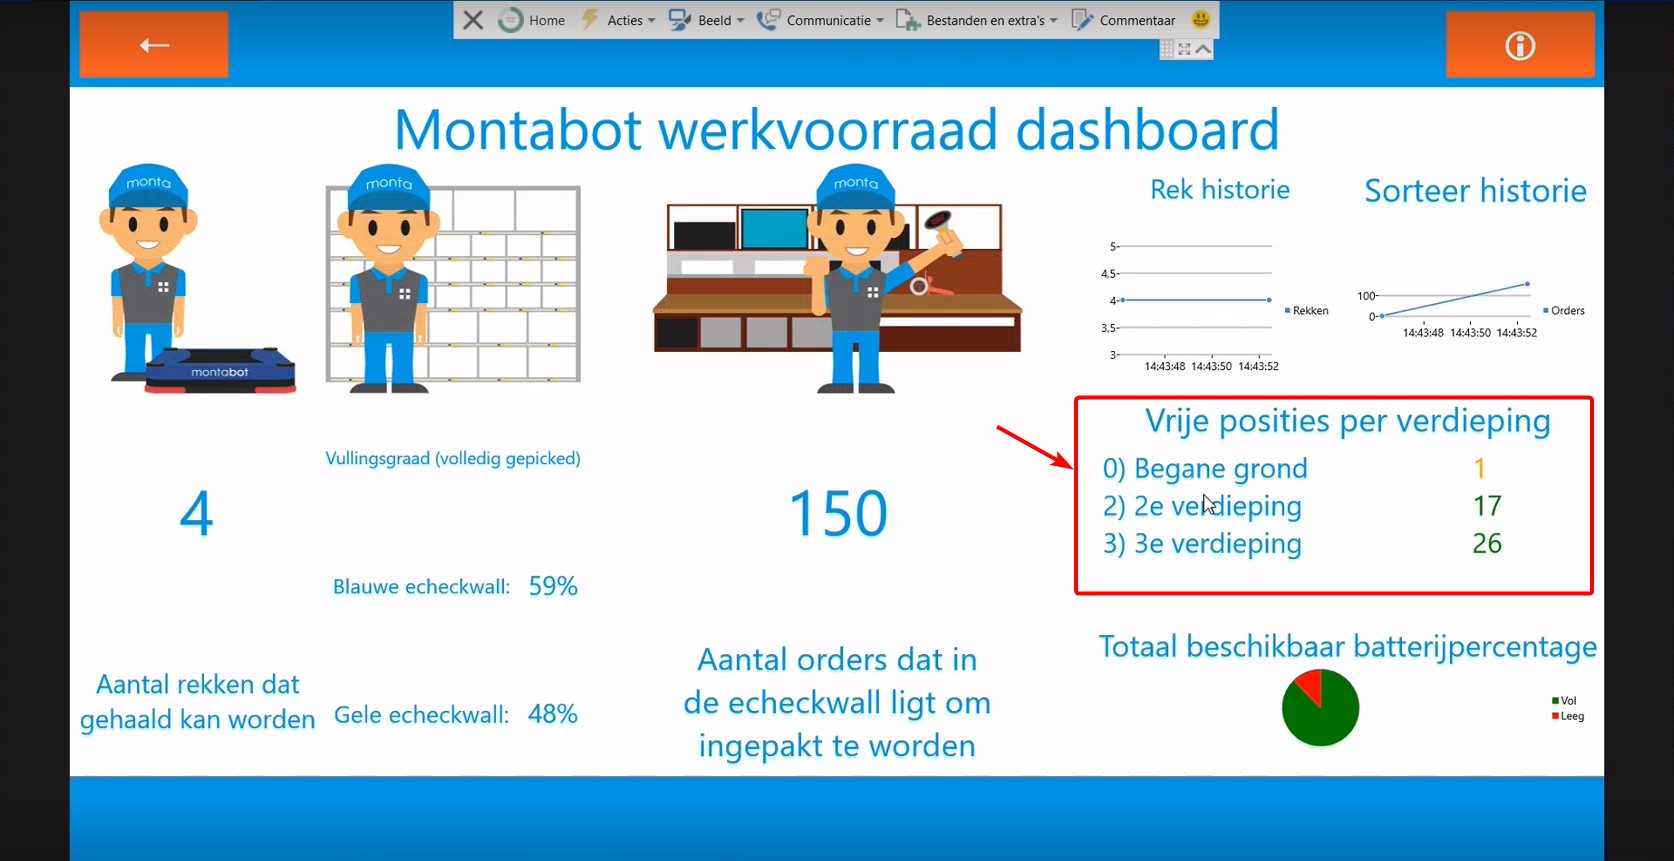 Home
Acties
Beeld
Communicatie
Bestanden en extra's
Commentaar
Montabot werkvoorraad dashboard
monta
monta
monta
montabot
Rek historie
5
4,5
4
3,5
3
14:43:48 14:43:50 14:43:52
Rekken
Sorteer historie
100
0
14:43:48 14:43:50 14:43:52
Orders
4
Aantal rekken dat
gehaald kan worden
Vullingsgraad (volledig gepicked)
Blauwe echeckwall: 59%
Gele echeckwall: 48%
150
Aantal orders dat in
de echeckwall ligt om
ingepakt te worden
Vrije posities per verdieping
0) Begane grond 1
2) 2e verdieping 17
3) 3e verdieping 26
Totaal beschikbaar batterijpercentage
Vol
Leeg